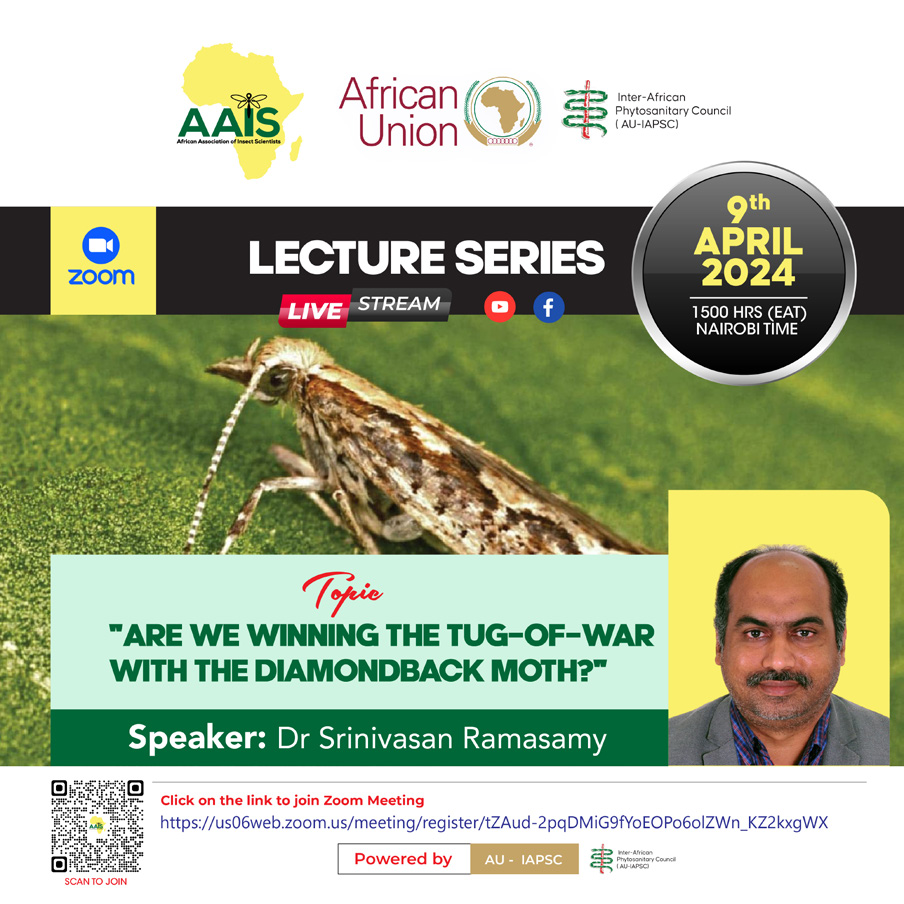 AAIS
African Association of Insect Scientists
African
Union
Inter-African
Phytosanitary Council
( AU-IAPSC)
zoom
LECTURE SERIES
LIVE STREAM
9th
APRIL
2024
1500 HRS (EAT)
NAIROBI TIME
Topic
"ARE WE WINNING THE TUG-OF-WAR
WITH THE DIAMONDBACK MOTH?"
Speaker: Dr Srinivasan Ramasamy
AAIS
SCAN TO JOIN
Click on the link to join Zoom Meeting
https://us06web.zoom.us/meeting/register/tZAud-2pqDMiG9fYoEOPo6olZWn_KZ2kxgWX
Powered by
AU - IAPSC
Inter-African
Phytosanitary Council
( AU-IAPSC)